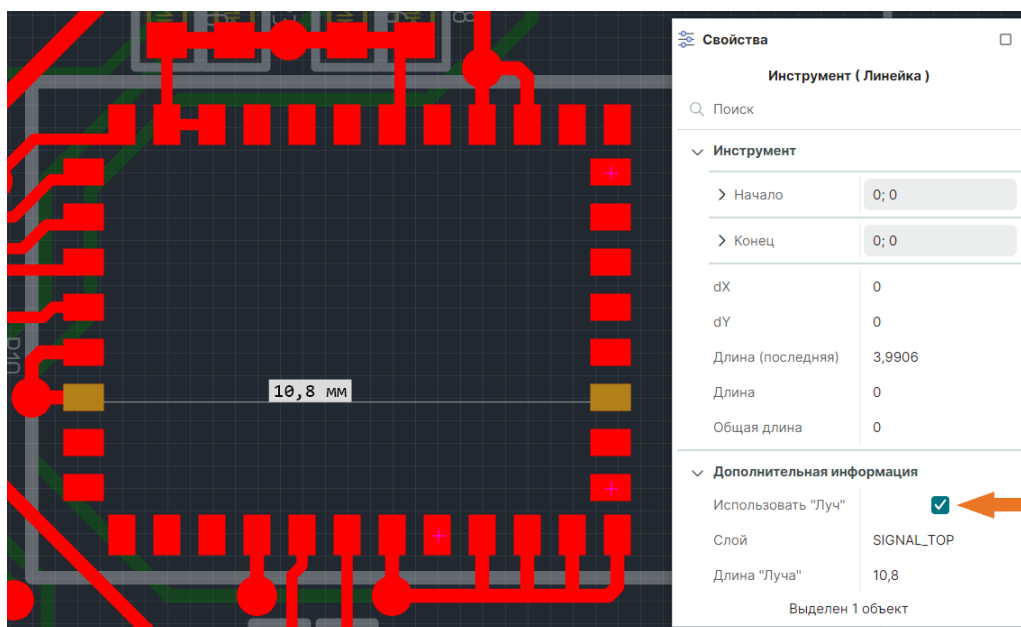 Свойства
Инструмент ( Линейка )
Поиск
Инструмент
Начало 0; 0
Конец 0; 0
dX 0
dY 0
Длина (последняя) 3,9906
Длина 0
Общая длина 0
Дополнительная информация
Использовать "Луч"
Слой SIGNAL_TOP
Длина "Луча" 10,8
Выделен 1 объект
10,8 мм